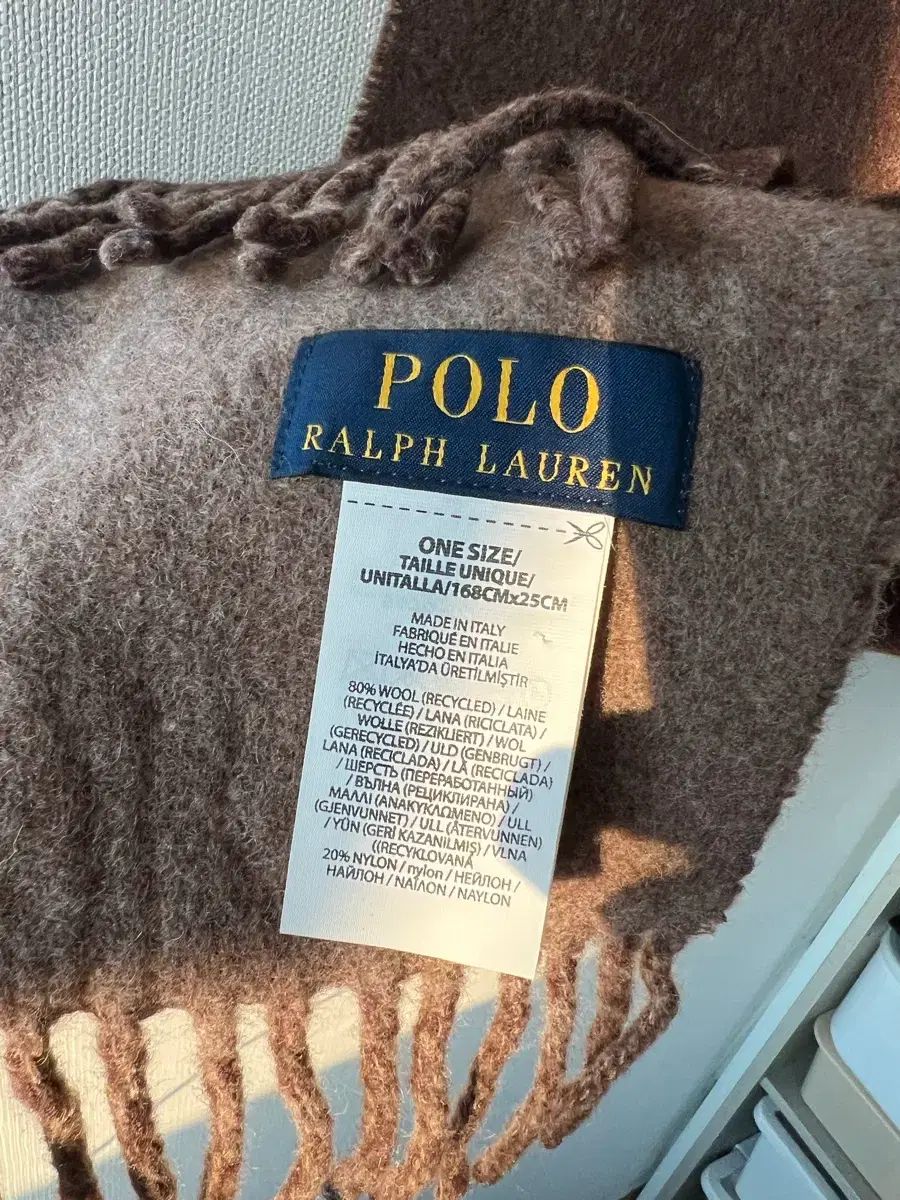 POLO
RALPH LAUREN
ONE SIZE/
TAILLE UNIQUE/
UNITALLA/168CMx25CM
MADE IN ITALY
FABRIQUÉ EN ITALIE
HECHO EN ITALIA
İTALYA'DA ÜRETİLMİŞTİR
80% WOOL (RECYCLED) / LAINE
(RECYCLÉE) / LANA (RICICLATA) /
WOLLE (REZIKLIERT) / WOL
(GERECYCLED) / ULD (GENBRUGT) /
LANA (RECICLADA) / LÃ (RECICLADA)
/ ШЕРСТЬ (ПЕРЕРАБОТАННЫЙ)
/ ВЪЛНА (РЕЦИКЛИРАНА) /
ΜΑΛΛΙ (ΑΝΑΚΥΚΛΩΜΕΝΟ) / ULL
(GJENVUNNET) / ULL (ÅTERVUNNEN)
/ YÜN (GERİ KAZANILMIŞ) / VLNA
((RECYKLOVANÁ
20% NYLON / nylon / НЕЙЛОН /
НАЙЛОН / ΝΑΪΛΟΝ / NAYLON